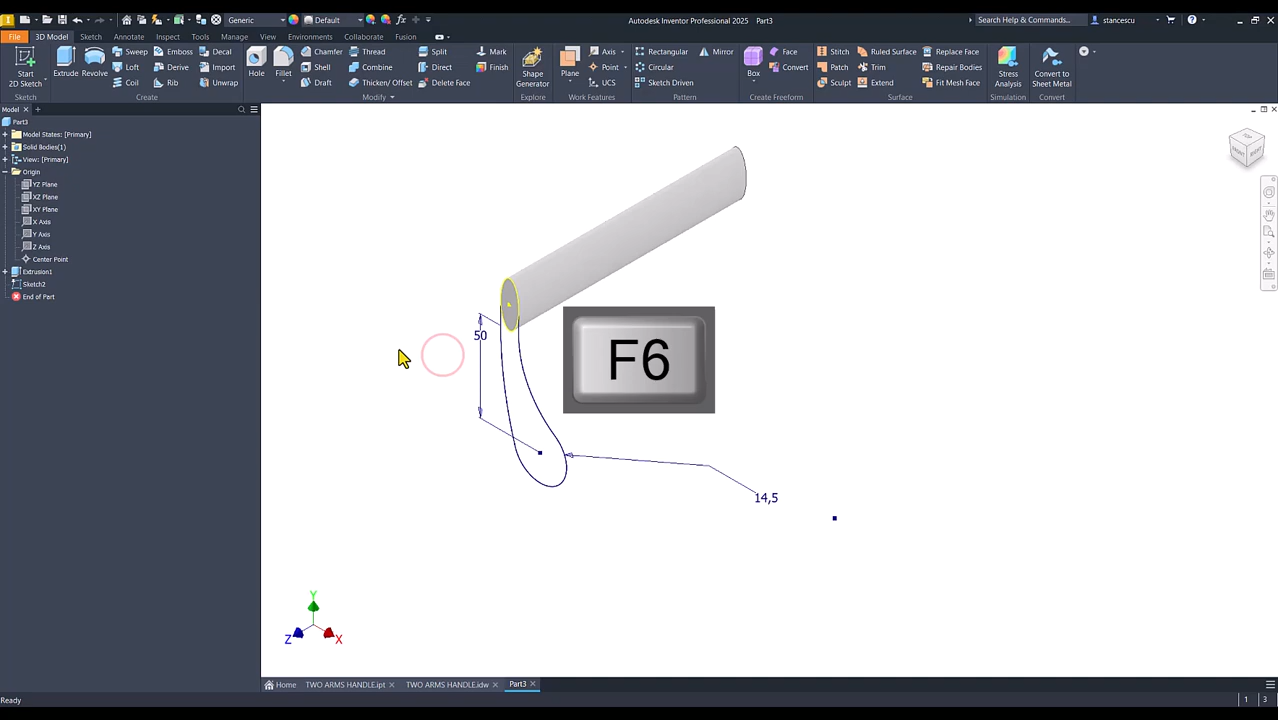 Generic
Default
fx
Autodesk Inventor Professional 2025 Part3
Search Help & Commands...
stancescu
File
3D Model
Sketch
Annotate
Inspect
Tools
Manage
View
Environments
Collaborate
Fusion
Start
2D Sketch
Sketch
Extrude
Revolve
Sweep
Loft
Coil
Emboss
Derive
Rib
Decal
Import
Unwrap
Create
Hole
Fillet
Chamfer
Shell
Draft
Thread
Combine
Thicken/ Offset
Split
Direct
Delete Face
Mark
Finish
Modify
Shape
Generator
Explore
Plane
Axis
Point
UCS
Work Features
Rectangular
Circular
Sketch Driven
Mirror
Pattern
Box
Face
Convert
Create Freeform
Stitch
Patch
Sculpt
Ruled Surface
Trim
Extend
Replace Face
Repair Bodies
Fit Mesh Face
Surface
Stress
Analysis
Simulation
Convert to
Sheet Metal
Convert
Model
Part3
Model States: [Primary]
Solid Bodies(1)
View: [Primary]
Origin
YZ Plane
XZ Plane
XY Plane
X Axis
Y Axis
Z Axis
Center Point
Extrusion1
Sketch2
End of Part
TOP
FRONT
RIGHT
50
F6
14,5
Y
Z
X
Home
TWO ARMS HANDLE.ipt
TWO ARMS HANDLE.idw
Part3
Ready
1
3